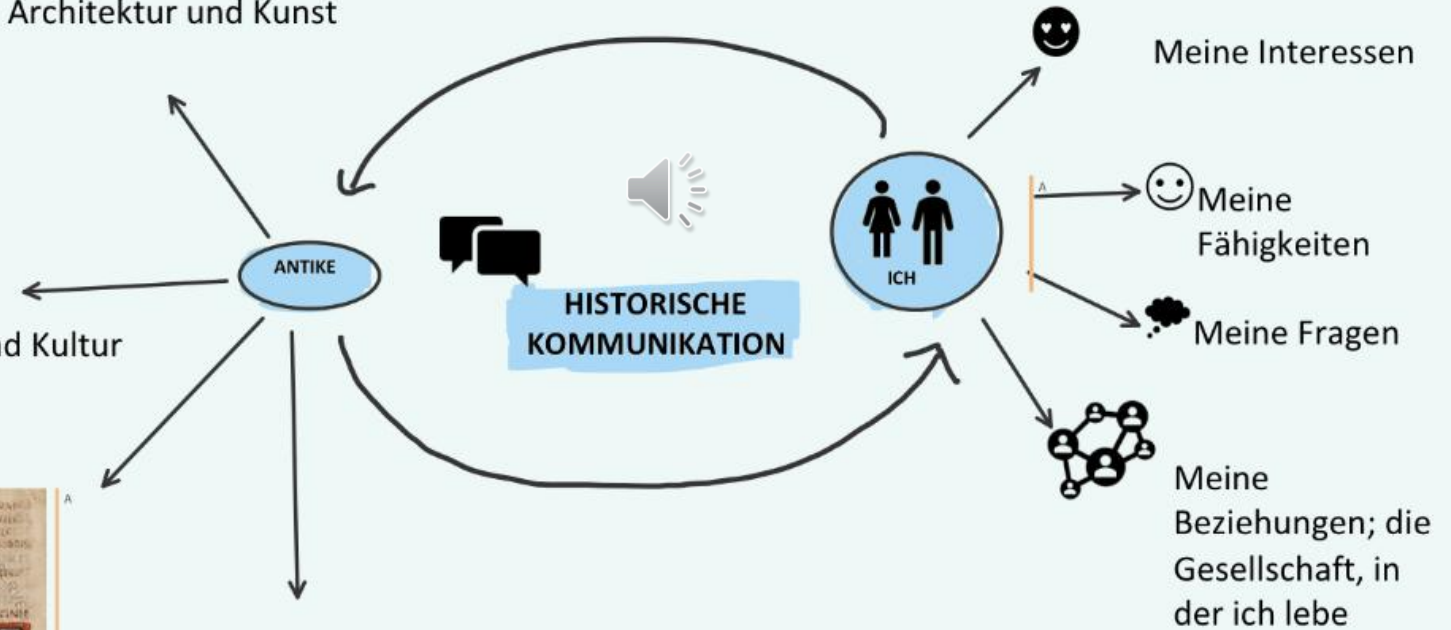 Architektur und Kunst
Meine Interessen
ANTIKE
ICH
A
Meine
Fähigkeiten
HISTORISCHE
KOMMUNIKATION
d Kultur
Meine Fragen
A
Meine
Beziehungen; die
Gesellschaft, in
der ich lebe